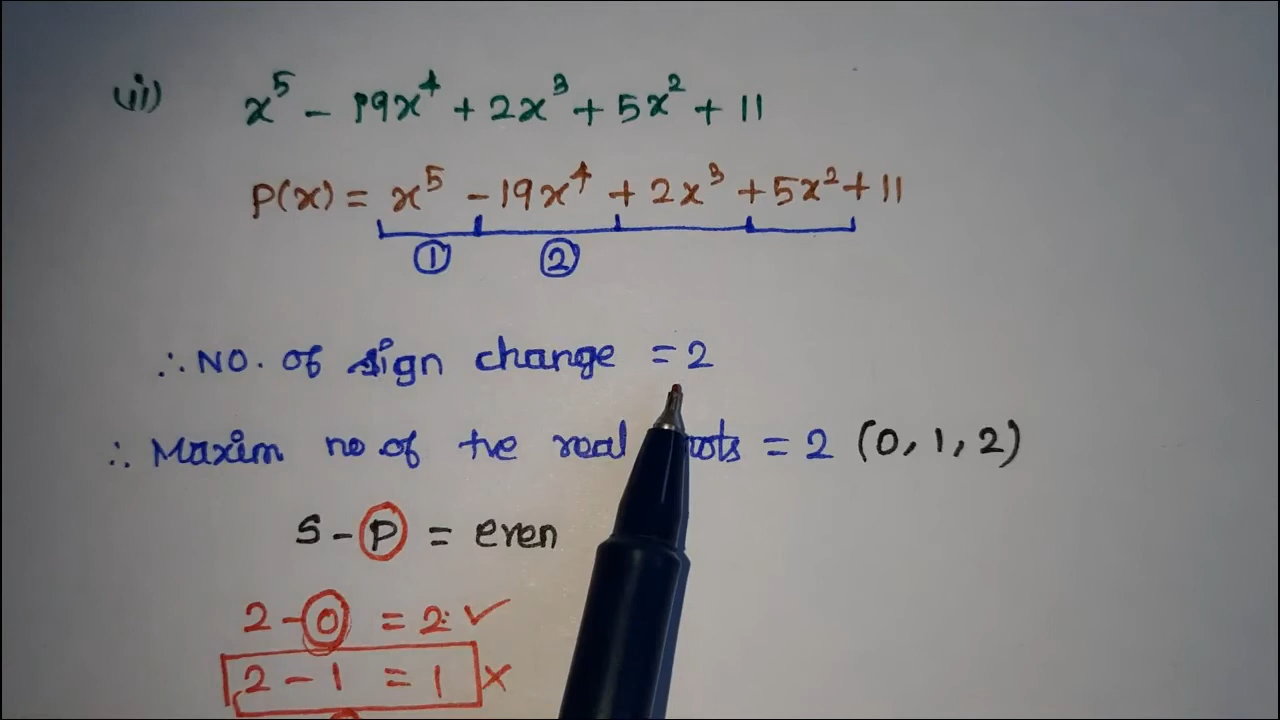 (ii) x⁵ - 19x⁴ + 2x³ + 5x² + 11
P(x) = x⁵ - 19x⁴ + 2x³ + 5x² + 11
① ②
∴ NO. of sign change = 2
∴ Maxim no of +ve real roots = 2 (0, 1, 2)
S - P = even
2 - 0 = 2 ✓
2 - 1 = 1 ×